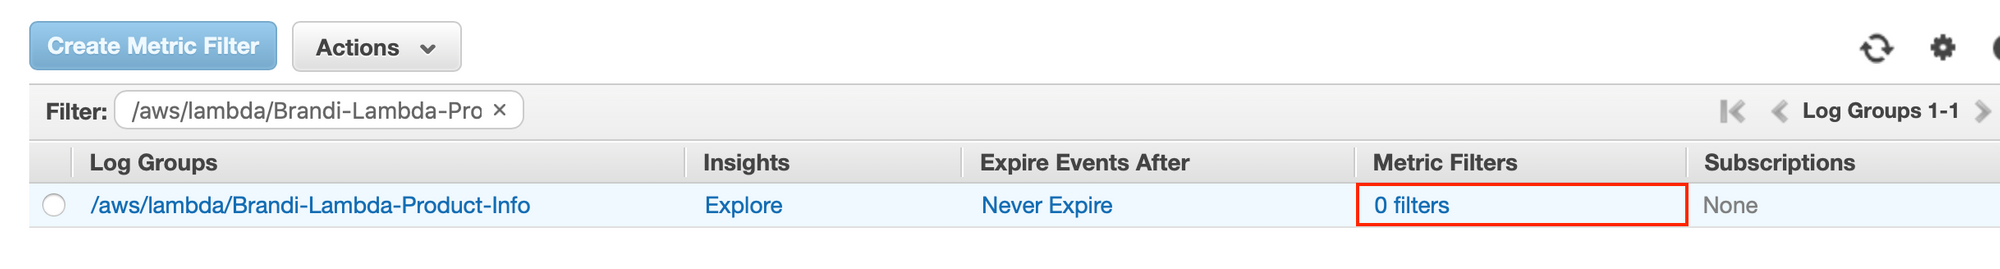 Create Metric Filter Actions
Filter: /aws/lambda/Brandi-Lambda-Pro × Log Groups 1-1
Log Groups Insights Expire Events After Metric Filters Subscriptions
/aws/lambda/Brandi-Lambda-Product-Info Explore Never Expire 0 filters None